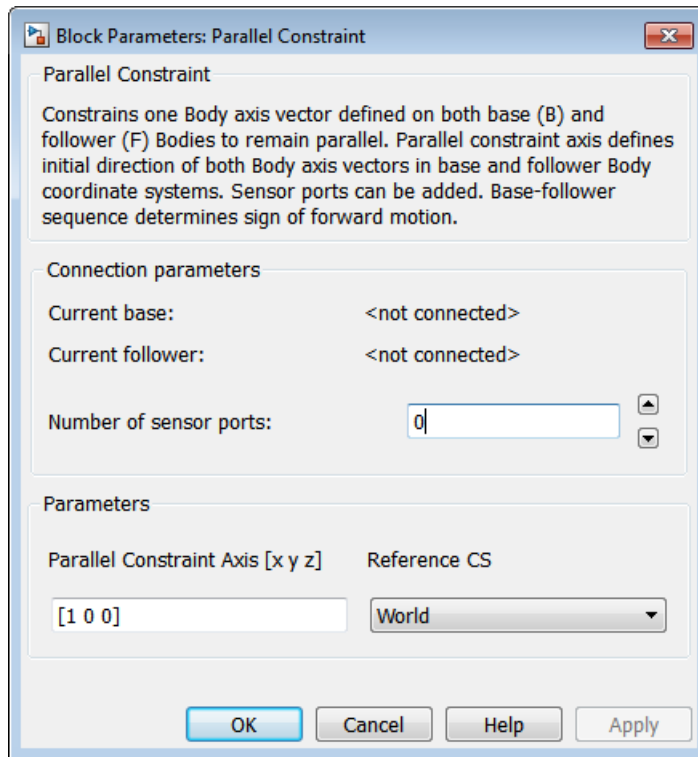 Block Parameters: Parallel Constraint
Parallel Constraint
Constrains one Body axis vector defined on both base (B) and
follower (F) Bodies to remain parallel. Parallel constraint axis defines
initial direction of both Body axis vectors in base and follower Body
coordinate systems. Sensor ports can be added. Base-follower
sequence determines sign of forward motion.
Connection parameters
Current base: <not connected>
Current follower: <not connected>
Number of sensor ports: 0
Parameters
Parallel Constraint Axis [x y z] Reference CS
[1 0 0] World
OK Cancel Help Apply